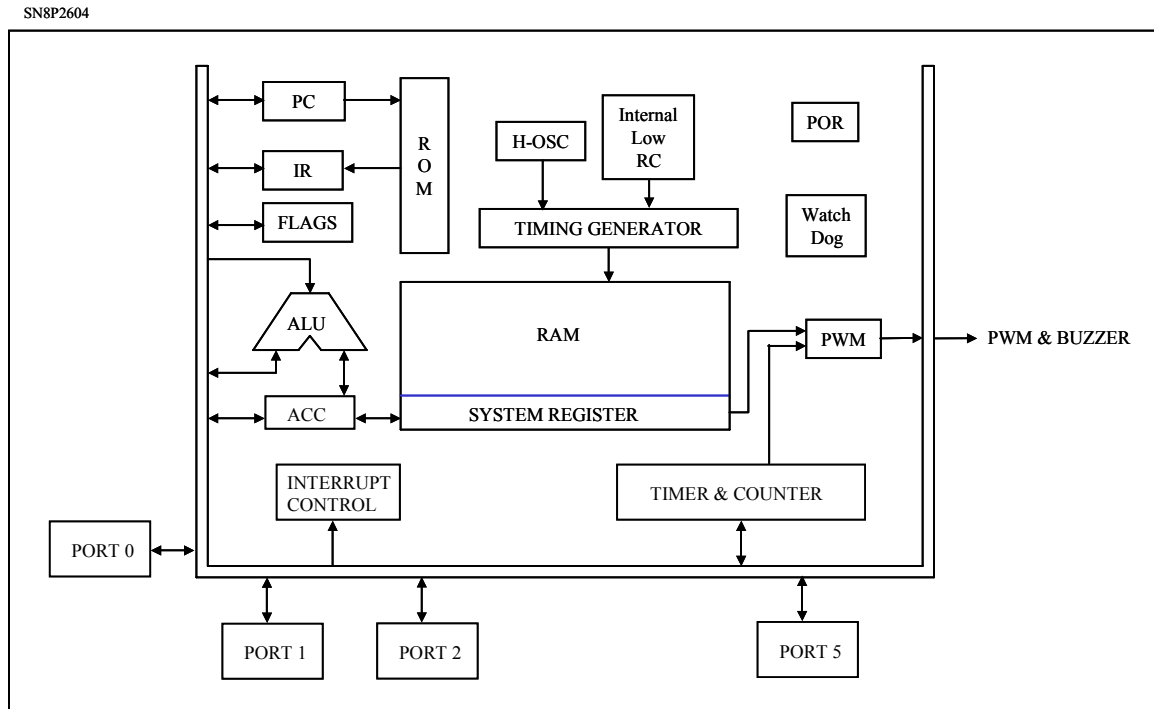 SN8P2604
PC
R
O
M
IR
FLAGS
H-OSC
Internal
Low
RC
POR
TIMING GENERATOR
Watch
Dog
ALU
RAM
PWM
PWM & BUZZER
ACC
SYSTEM REGISTER
INTERRUPT
CONTROL
TIMER & COUNTER
PORT 0
PORT 1
PORT 2
PORT 5